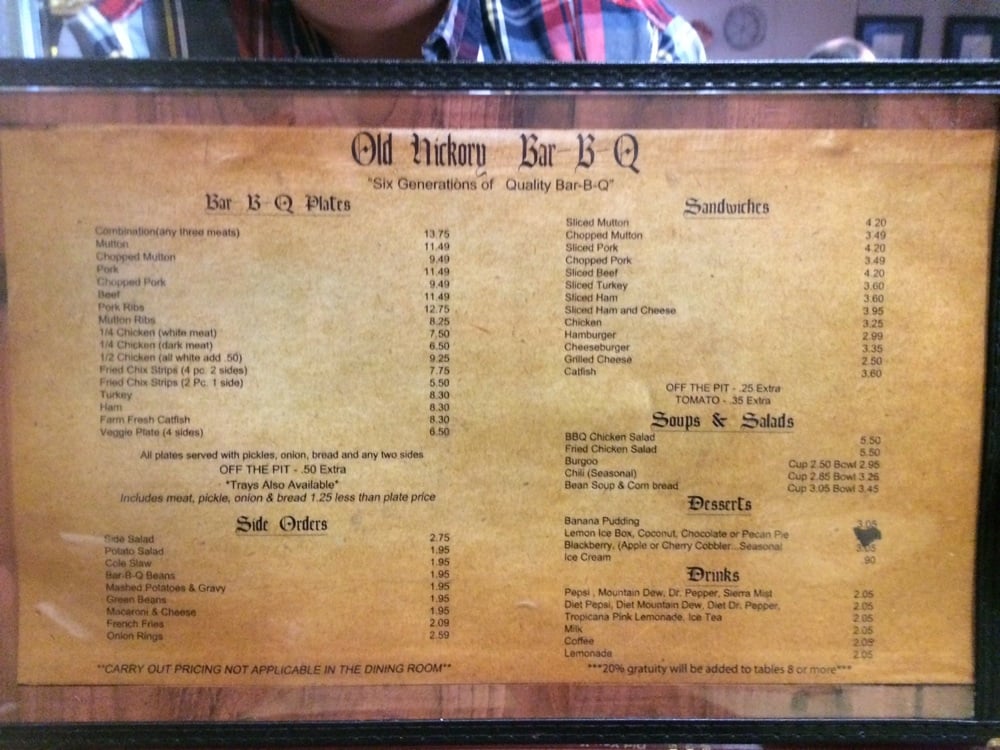 Old Hickory Bar-B-Q
"Six Generations of Quality Bar-B-Q"
Bar-B-Q Plates
Combination(any three meats) 13.75
Mutton 11.49
Chopped Mutton 9.49
Pork 11.49
Chopped Pork 9.49
Beef 11.49
Pork Ribs 12.75
Mutton Ribs 8.25
1/4 Chicken (white meat) 7.50
1/4 Chicken (dark meat) 6.50
1/2 Chicken (all white add .50) 9.25
Fried Chix Strips (4 pc. 2 sides) 7.75
Fried Chix Strips (2 Pc. 1 side) 5.50
Turkey 8.30
Ham 8.30
Farm Fresh Catfish 8.30
Veggie Plate (4 sides) 6.50
All plates served with pickles, onion, bread and any two sides
OFF THE PIT - .50 Extra
*Trays Also Available*
Includes meat, pickle, onion & bread 1.25 less than plate price
Side Orders
Side Salad 2.75
Potato Salad 1.95
Cole Slaw 1.95
Bar-B-Q Beans 1.95
Mashed Potatoes & Gravy 1.95
Green Beans 1.95
Macaroni & Cheese 1.95
French Fries 2.09
Onion Rings 2.59
**CARRY OUT PRICING NOT APPLICABLE IN THE DINING ROOM**
Sandwiches
Sliced Mutton 4.20
Chopped Mutton 3.49
Sliced Pork 4.20
Chopped Pork 3.49
Sliced Beef 4.20
Sliced Turkey 3.60
Sliced Ham 3.60
Sliced Ham and Cheese 3.95
Chicken 3.25
Hamburger 2.99
Cheeseburger 3.35
Grilled Cheese 2.50
Catfish 3.60
OFF THE PIT - .25 Extra
TOMATO - .35 Extra
Soups & Salads
BBQ Chicken Salad 5.50
Fried Chicken Salad 5.50
Burgoo Cup 2.50 Bowl 2.95
Chili (Seasonal) Cup 2.85 Bowl 3.25
Bean Soup & Corn bread Cup 3.05 Bowl 3.45
Desserts
Banana Pudding 3.05
Lemon Ice Box, Coconut, Chocolate or Pecan Pie
Blackberry, (Apple or Cherry Cobbler...Seasonal 3.05
Ice Cream .90
Drinks
Pepsi , Mountain Dew, Dr. Pepper, Sierra Mist 2.05
Diet Pepsi, Diet Mountain Dew, Diet Dr. Pepper, 2.05
Tropicana Pink Lemonade, Ice Tea 2.05
Milk 2.05
Coffee 2.05
Lemonade 2.05
***20% gratuity will be added to tables 8 or more***